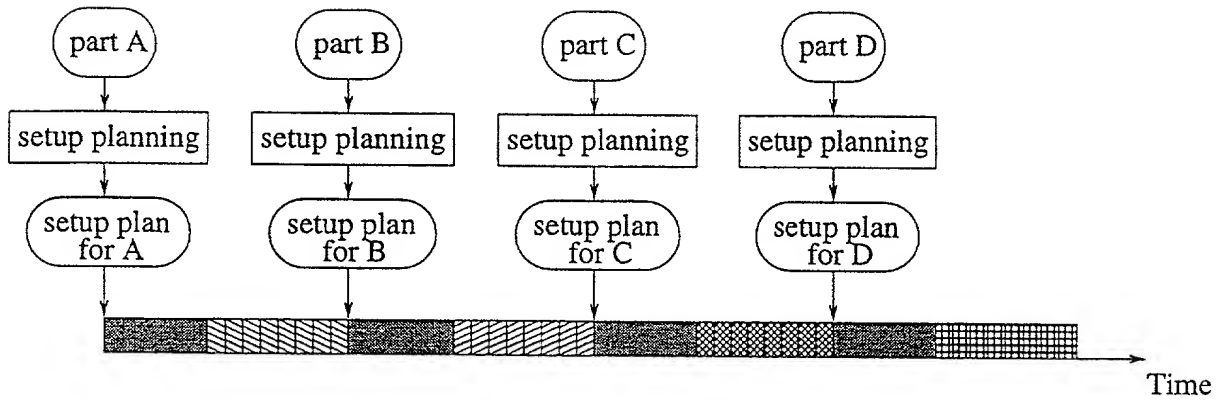 part A
part B
part C
part D
setup planning
setup planning
setup planning
setup planning
setup plan
for A
setup plan
for B
setup plan
for C
setup plan
for D
Time